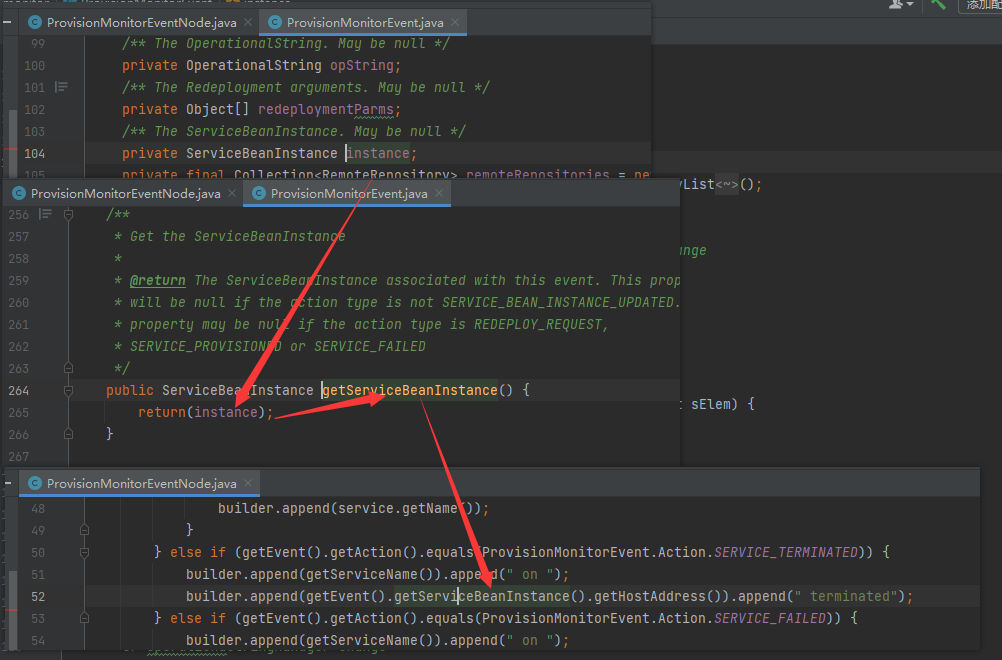 ProvisionMonitorEventNode.java × ProvisionMonitorEvent.java ×
添加配
99 /** The OperationalString. May be null */
100 private OperationalString opString;
101 /** The Redeployment arguments. May be null */
102 private Object[] redeploymentParms;
103 /** The ServiceBeanInstance. May be null */
104 private ServiceBeanInstance instance;
105 private final Collection<RemoteRepository> remoteRepositories = ne
yList<~>();
ProvisionMonitorEventNode.java × ProvisionMonitorEvent.java ×
256 /**
257 * Get the ServiceBeanInstance
nge
258 *
259 * @return The ServiceBeanInstance associated with this event. This prop
260 * will be null if the action type is not SERVICE_BEAN_INSTANCE_UPDATED.
261 * property may be null if the action type is REDEPLOY_REQUEST,
262 * SERVICE_PROVISIONED or SERVICE_FAILED
263 */
264 public ServiceBeanInstance getServiceBeanInstance() {
t sElem) {
265 return(instance);
266 }
267
ProvisionMonitorEventNode.java ×
48 builder.append(service.getName());
49 }
50 } else if (getEvent().getAction().equals(ProvisionMonitorEvent.Action.SERVICE_TERMINATED)) {
51 builder.append(getServiceName()).append(" on ");
52 builder.append(getEvent().getServiceBeanInstance().getHostAddress()).append(" terminated");
53 } else if (getEvent().getAction().equals(ProvisionMonitorEvent.Action.SERVICE_FAILED)) {
54 builder.append(getServiceName()).append(" on ");